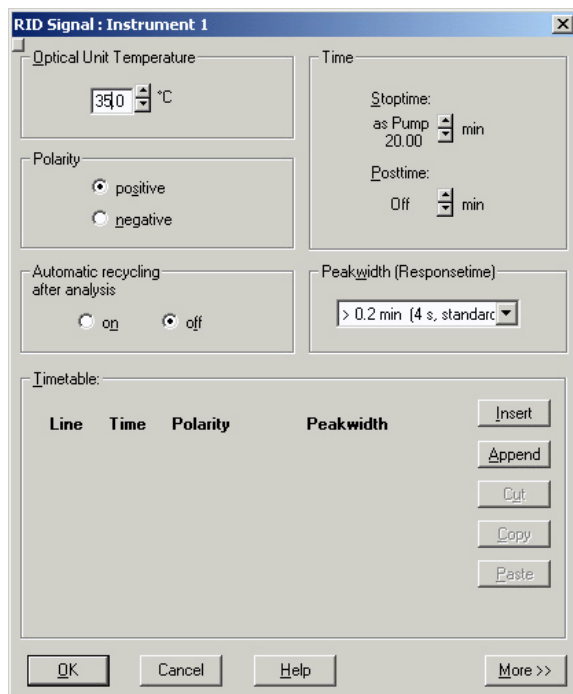 RID Signal : Instrument 1
Optical Unit Temperature
35.0 °C
Time
Stoptime:
as Pump
20.00 min
Posttime:
Off min
Polarity
positive
negative
Automatic recycling
after analysis
on off
Peakwidth (Responsetime)
> 0.2 min (4 s, standard
Timetable:
Line Time Polarity Peakwidth
Insert
Append
Cut
Copy
Paste
OK Cancel Help More >>